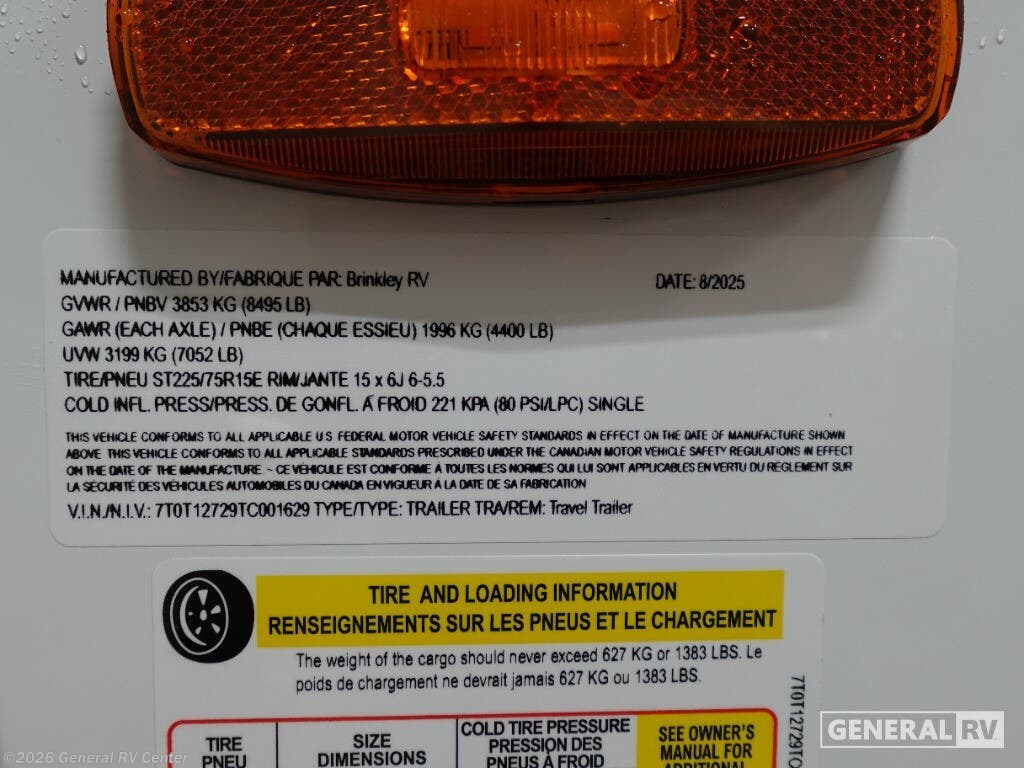 MANUFACTURED BY/FABRIQUE PAR: Brinkley RV DATE: 8/2025
GVWR / PNBV 3853 KG (8495 LB)
GAWR (EACH AXLE) / PNBE (CHAQUE ESSIEU) 1996 KG (4400 LB)
UVW 3199 KG (7052 LB)
TIRE/PNEU ST225/75R15E RIM/JANTE 15 x 6J 6-5.5
COLD INFL. PRESS/PRESS. DE GONFL. À FROID 221 KPA (80 PSI/LPC) SINGLE
THIS VEHICLE CONFORMS TO ALL APPLICABLE U.S FEDERAL MOTOR VEHICLE SAFETY STANDARDS IN EFFECT ON THE DATE OF MANUFACTURE SHOWN
ABOVE THIS VEHICLE CONFORMS TO ALL APPLICABLE STANDARDS PRESCRIBED UNDER THE CANADIAN MOTOR VEHICLE SAFETY REGULATIONS IN EFFECT
ON THE DATE OF THE MANUFACTURE ~ CE VÉHICULE EST CONFORME À TOUTES LES NORMES QUI LUI SONT APPLICABLES EN VERTU DU RÈGLEMENT SUR
LA SÉCURITÉ DES VÉHICULES AUTOMOBILES DU CANADA EN VIGUEUR À LA DATE DE SA FABRICATION
V.I.N./N.I.V.: 7T0T12729TC001629 TYPE/TYPE: TRAILER TRA/REM: Travel Trailer
TIRE AND LOADING INFORMATION
RENSEIGNEMENTS SUR LES PNEUS ET LE CHARGEMENT
The weight of the cargo should never exceed 627 KG or 1383 LBS. Le
poids de chargement ne devrait jamais 627 KG ou 1383 LBS.
TIRE
PNEU
SIZE
DIMENSIONS
COLD TIRE PRESSURE
PRESSION DES
PNEUS À FROID
SEE OWNER'S
MANUAL FOR
ADDITIONAL
7T0T12729TC
GENERAL RV
©2026 General RV Center